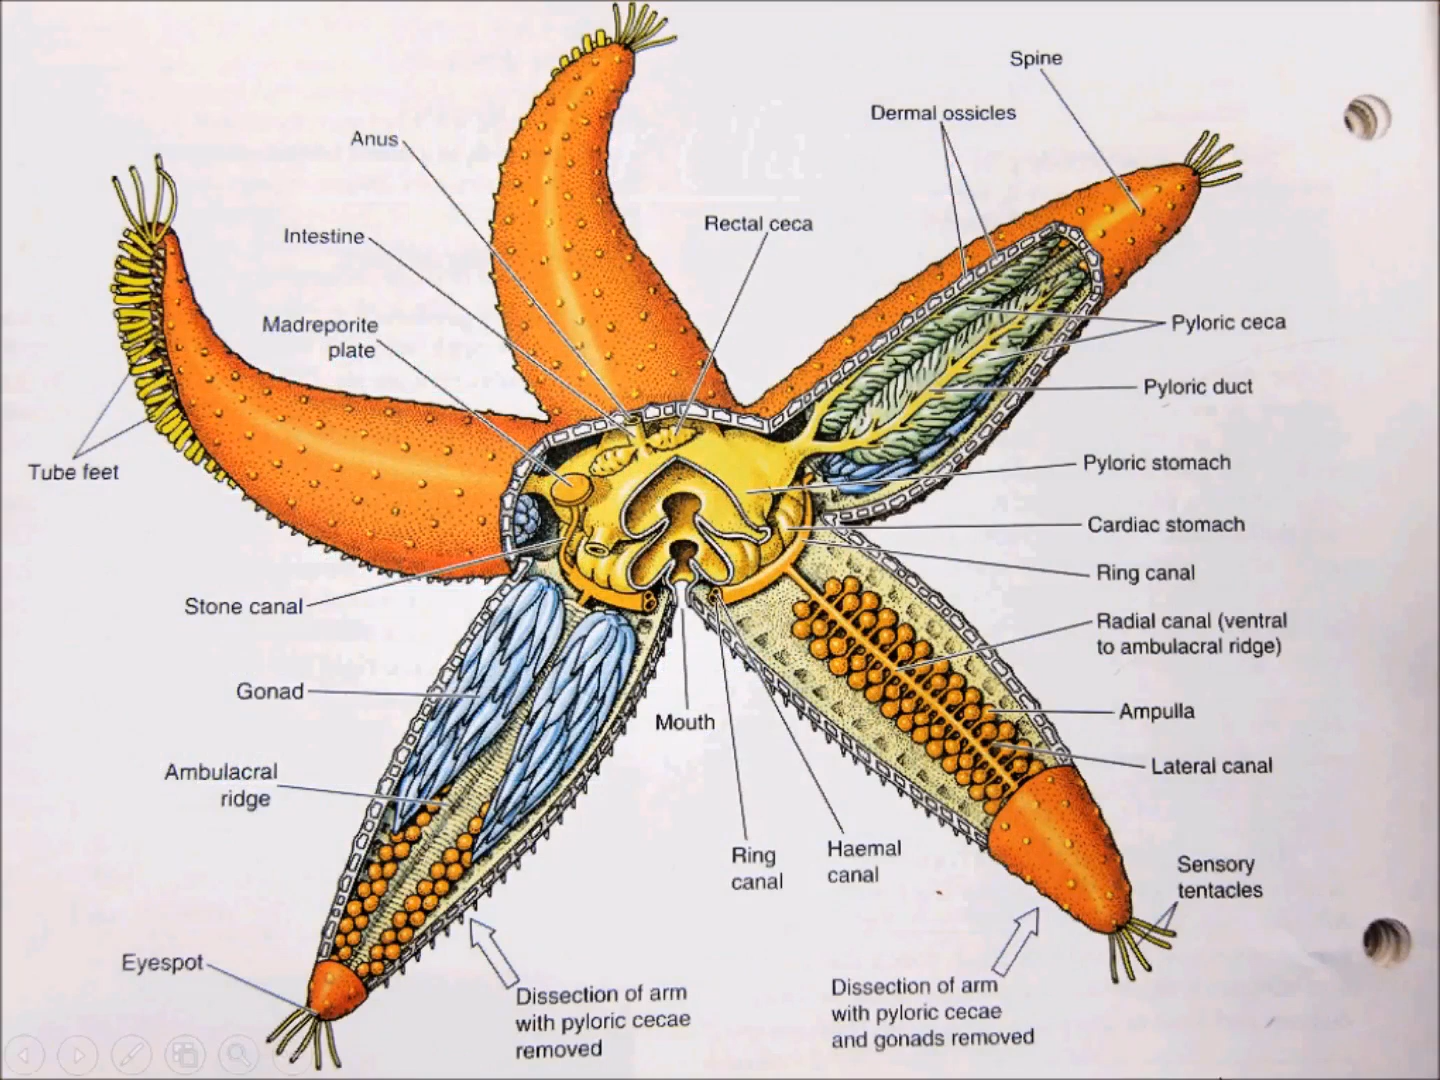 Spine
Dermal ossicles
Anus
Rectal ceca
Intestine
Madreporite
plate
Pyloric ceca
Pyloric duct
Tube feet
Pyloric stomach
Cardiac stomach
Ring canal
Stone canal
Radial canal (ventral
to ambulacral ridge)
Gonad
Mouth
Ampulla
Ambulacral
ridge
Lateral canal
Ring
canal
Haemal
canal
Sensory
tentacles
Eyespot
Dissection of arm
with pyloric cecae
removed
Dissection of arm
with pyloric cecae
and gonads removed